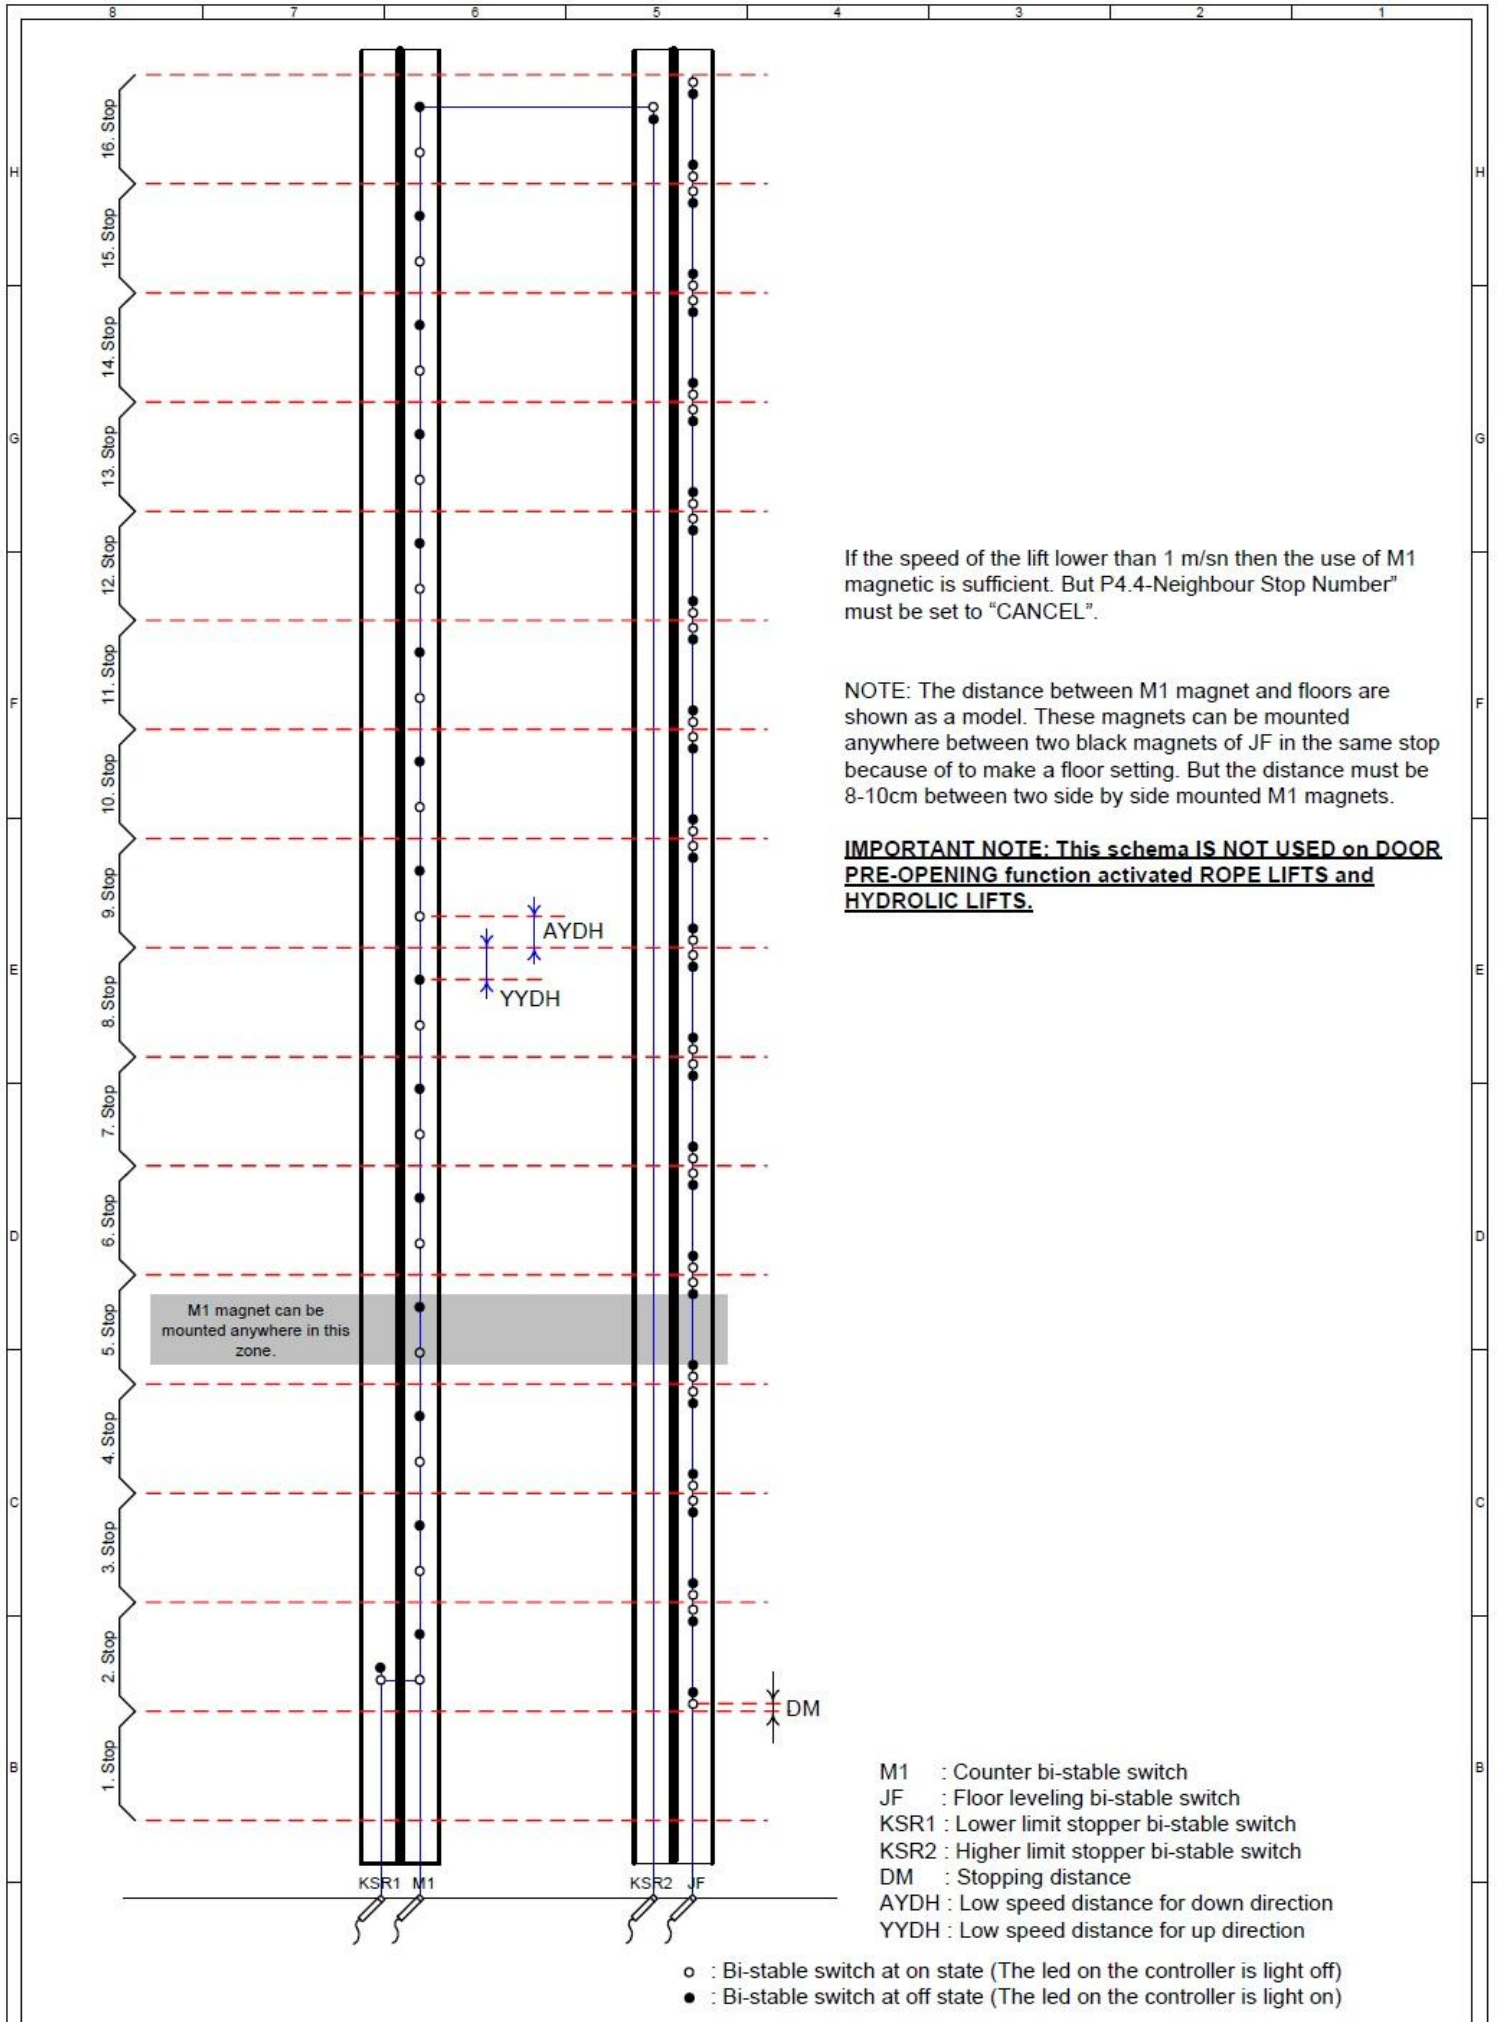 8 7 6 5 4 3 2 1
16. Stop
H H
15. Stop
14. Stop
G G
13. Stop
12. Stop
If the speed of the lift lower than 1 m/sn then the use of M1
magnetic is sufficient. But P4.4-Neighbour Stop Number”
must be set to “CANCEL”.
11. Stop
F F
NOTE: The distance between M1 magnet and floors are
shown as a model. These magnets can be mounted
anywhere between two black magnets of JF in the same stop
because of to make a floor setting. But the distance must be
8-10cm between two side by side mounted M1 magnets.
10. Stop
IMPORTANT NOTE: This schema IS NOT USED on DOOR
PRE-OPENING function activated ROPE LIFTS and
HYDROLIC LIFTS.
9. Stop
AYDH
E E
YYDH
8. Stop
7. Stop
6. Stop
D D
5. Stop
M1 magnet can be
mounted anywhere in this
zone.
4. Stop
C C
3. Stop
2. Stop
DM
1. Stop
B B
M1 : Counter bi-stable switch
JF : Floor leveling bi-stable switch
KSR1 : Lower limit stopper bi-stable switch
KSR2 : Higher limit stopper bi-stable switch
DM : Stopping distance
AYDH : Low speed distance for down direction
YYDH : Low speed distance for up direction
KSR1 M1 KSR2 JF
: Bi-stable switch at on state (The led on the controller is light off)
: Bi-stable switch at off state (The led on the controller is light on)